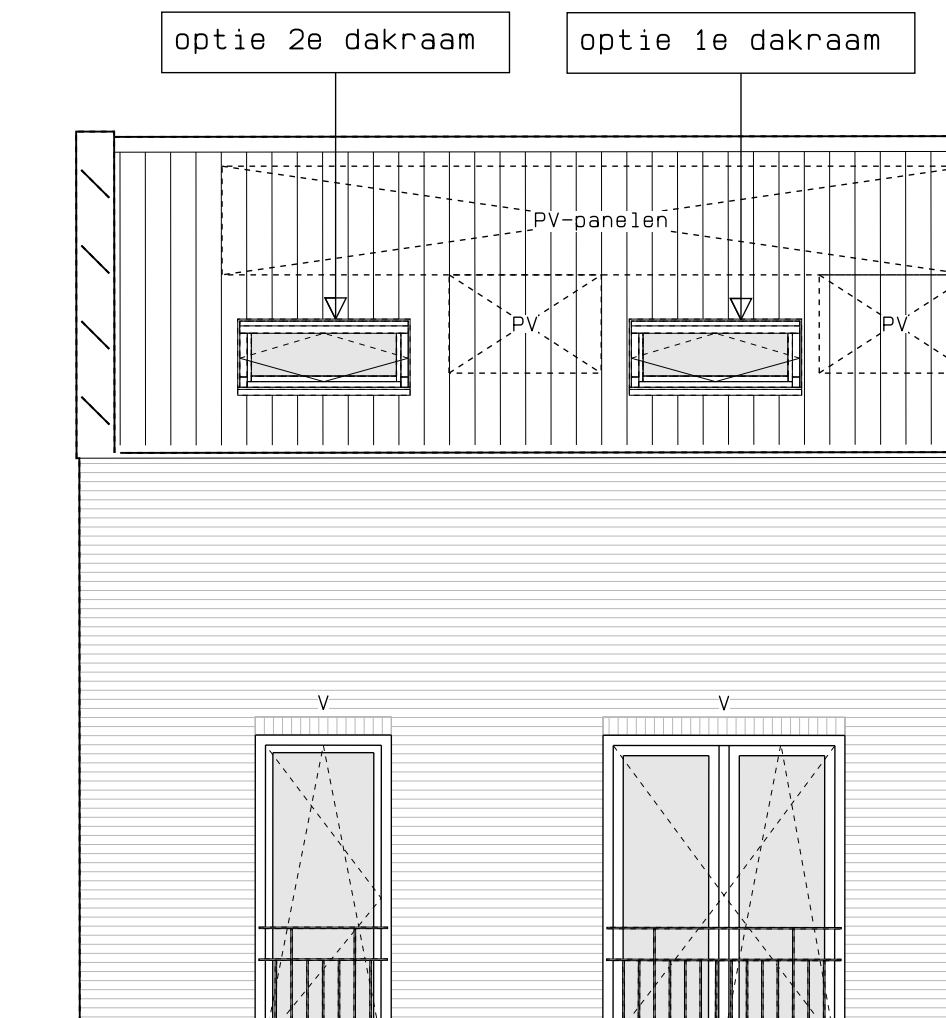 optie 2e dakraam
optie 1e dakraam
PV-panelen
PV
PV
V
V